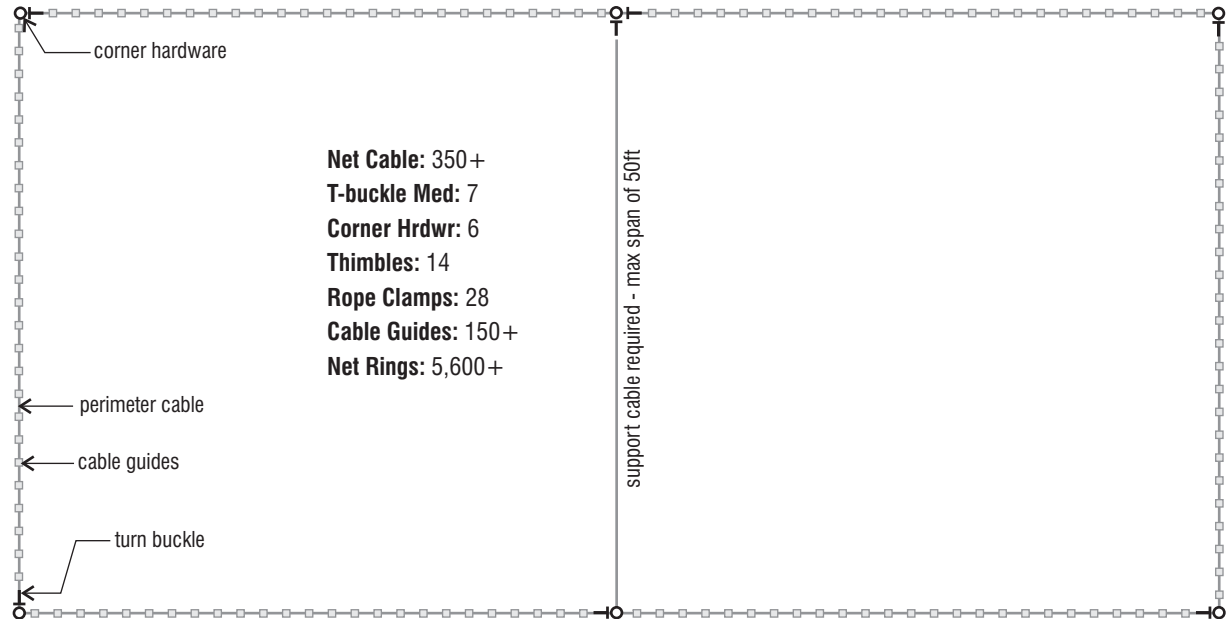 corner hardware
Net Cable: 350+
T-buckle Med: 7
Corner Hrdwr: 6
Thimbles: 14
Rope Clamps: 28
Cable Guides: 150+
Net Rings: 5,600+
support cable required - max span of 50ft
perimeter cable
cable guides
turn buckle